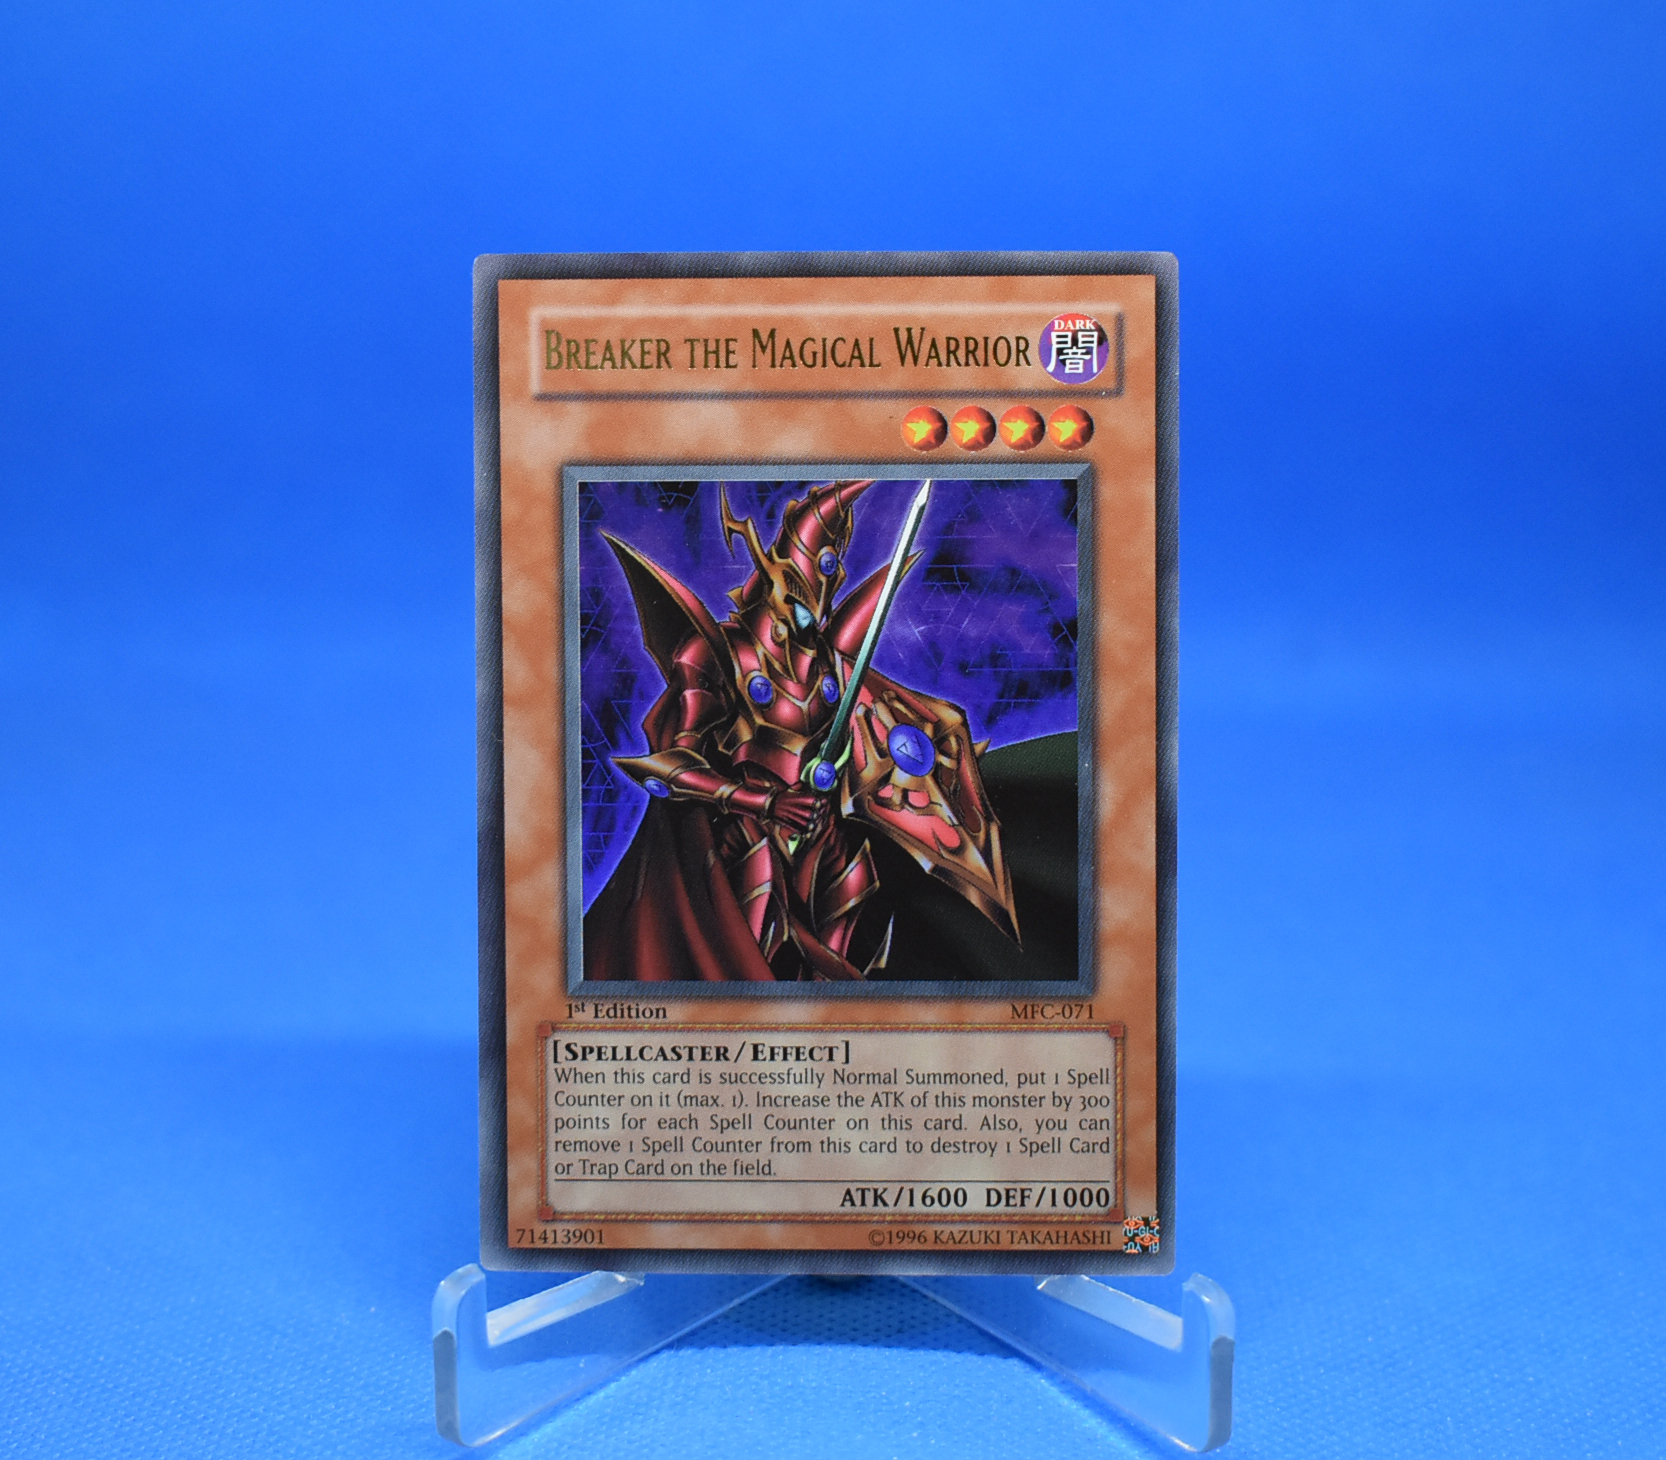 BREAKER THE MAGICAL WARRIOR
DARK
闇
1st Edition
MFC-071
[SPELLCASTER/EFFECT]
When this card is successfully Normal Summoned, put 1 Spell
Counter on it (max. 1). Increase the ATK of this monster by 300
points for each Spell Counter on this card. Also, you can
remove 1 Spell Counter from this card to destroy 1 Spell Card
or Trap Card on the field.
ATK/1600 DEF/1000
71413901
©1996 KAZUKI TAKAHASHI